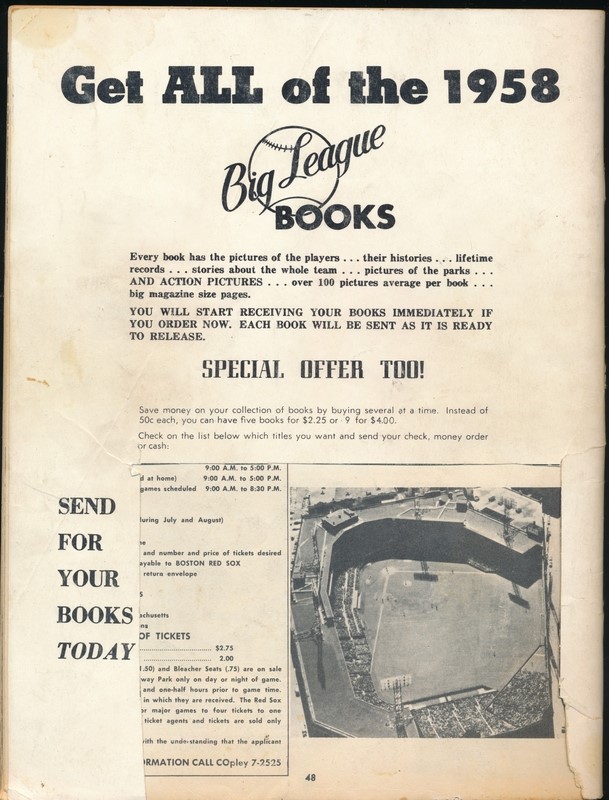 Get ALL of the 1958
Big League
BOOKS
Every book has the pictures of the players . . . their histories . . . lifetime
records . . . stories about the whole team . . . pictures of the parks . . .
AND ACTION PICTURES . . . over 100 pictures average per book . . .
big magazine size pages.
YOU WILL START RECEIVING YOUR BOOKS IMMEDIATELY IF
YOU ORDER NOW. EACH BOOK WILL BE SENT AS IT IS READY
TO RELEASE.
SPECIAL OFFER TOO!
Save money on your collection of books by buying several at a time. Instead of
50c each, you can have five books for $2.25 or 9 for $4.00.
Check on the list below which titles you want and send your check, money order
or cash:
SEND
FOR
YOUR
BOOKS
TODAY
9:00 A.M. to 5:00 P.M.
d at home) 9:00 A.M. to 5:00 P.M.
games scheduled 9:00 A.M. to 8:30 P.M.
during July and August)
and number and price of tickets desired
ayable to BOSTON RED SOX
return envelope
achusetts
OF TICKETS
$2.75
2.00
1.50) and Bleacher Seats (.75) are on sale
way Park only on day or night of game.
and one-half hours prior to game time.
in which they are received. The Red Sox
or major games to four tickets to one
ticket agents and tickets are sold only
with the understanding that the applicant
ORMATION CALL COpley 7-2525
48